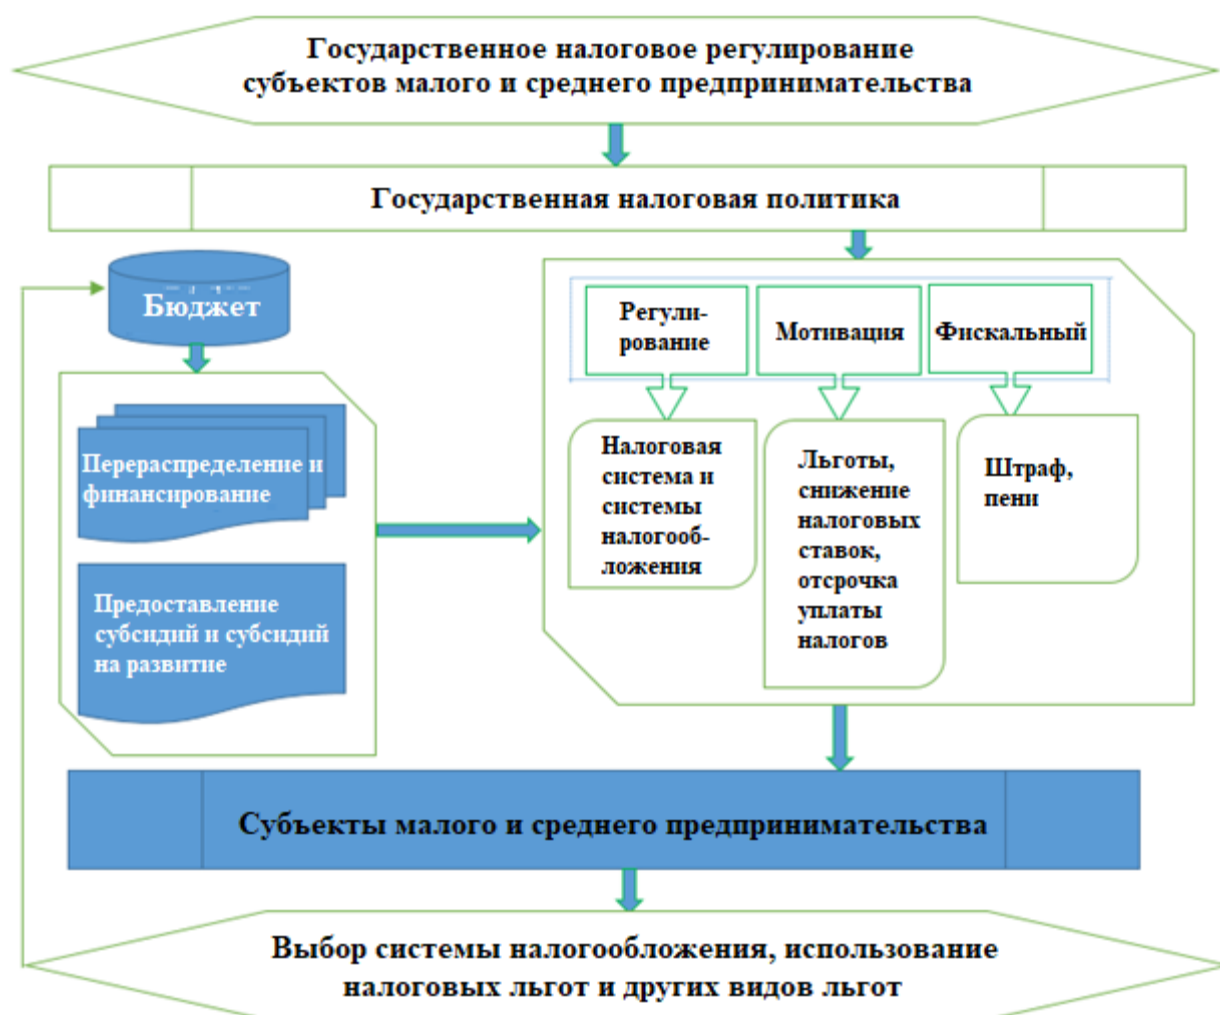 Государственное налоговое регулирование
субъектов малого и среднего предпринимательства
Государственная налоговая политика
Бюджет
Перераспределение и
финансирование
Предоставление
субсидий и субсидий
на развитие
Регули-
рование
Мотивация
Фискальный
Налоговая
система и
системы
налогооб-
ложения
Льготы,
снижение
налоговых
ставок,
отсрочка
уплаты
налогов
Штраф,
пени
Субъекты малого и среднего предпринимательства
Выбор системы налогообложения, использование
налоговых льгот и других видов льгот